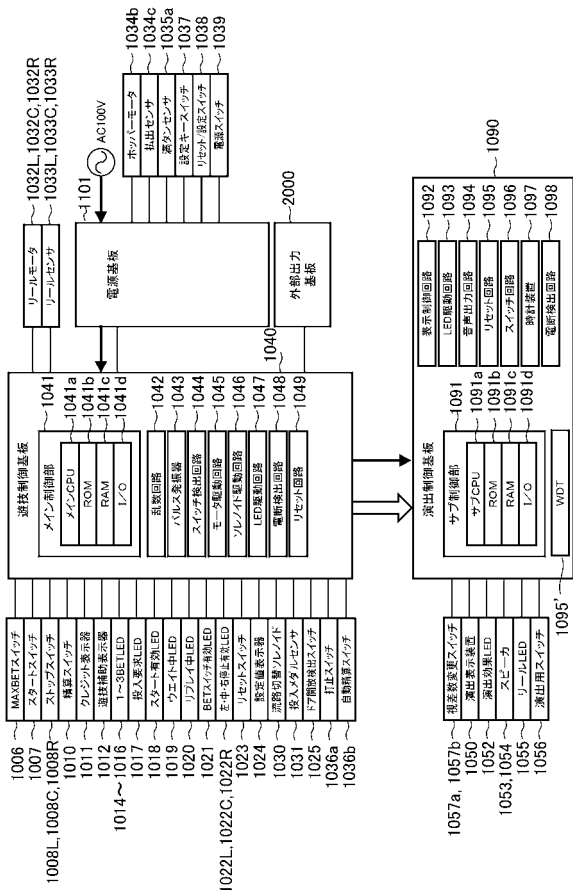 1006 MAXBETスイッチ
1007 スタートスイッチ
1008L,1008C,1008R ストップスイッチ
1010 精算スイッチ
1011 クレジット表示器
1012 遊技補助表示器
1014～1016 1～3BETLED
1017 投入要求LED
1018 スタート有効LED
1019 ウエイト中LED
1020 リプレイ中LED
1021 BETスイッチ有効LED
1022L,1022C,1022R 左・中・右停止有効LED
1023 リセットスイッチ
1024 設定値表示器
1030 流路切替ソレノイド
1031 投入メダルセンサ
1025 ドア開放検出スイッチ
1036a 打止スイッチ
1036b 自動精算スイッチ
遊技制御基板
メイン制御部 1041
メインCPU 1041a
ROM 1041b
RAM 1041c
I/O 1041d
乱数回路 1042
パルス発振器 1043
スイッチ検出回路 1044
モータ駆動回路 1045
ソレノイド駆動回路 1046
LED駆動回路 1047
電断検出回路 1048
リセット回路 1049
1040
リールモータ 1032L,1032C,1032R
リールセンサ 1033L,1033C,1033R
1101
AC100V
電源基板
外部出力
基板
2000
ホッパーモータ 1034b
払出センサ 1034c
満タンセンサ 1035a
設定キースイッチ 1037
リセット/設定スイッチ 1038
電源スイッチ 1039
1057a, 1057b 視差数変更スイッチ
1050 演出表示装置
1052 演出効果LED
1053, 1054 スピーカ
1055 リールLED
1056 演出用スイッチ
演出制御基板
サブ制御部 1091
サブCPU 1091a
ROM 1091b
RAM 1091c
I/O 1091d
WDT
1095'
表示制御回路 1092
LED駆動回路 1093
音声出力回路 1094
リセット回路 1095
スイッチ回路 1096
時計装置 1097
電断検出回路 1098
1090